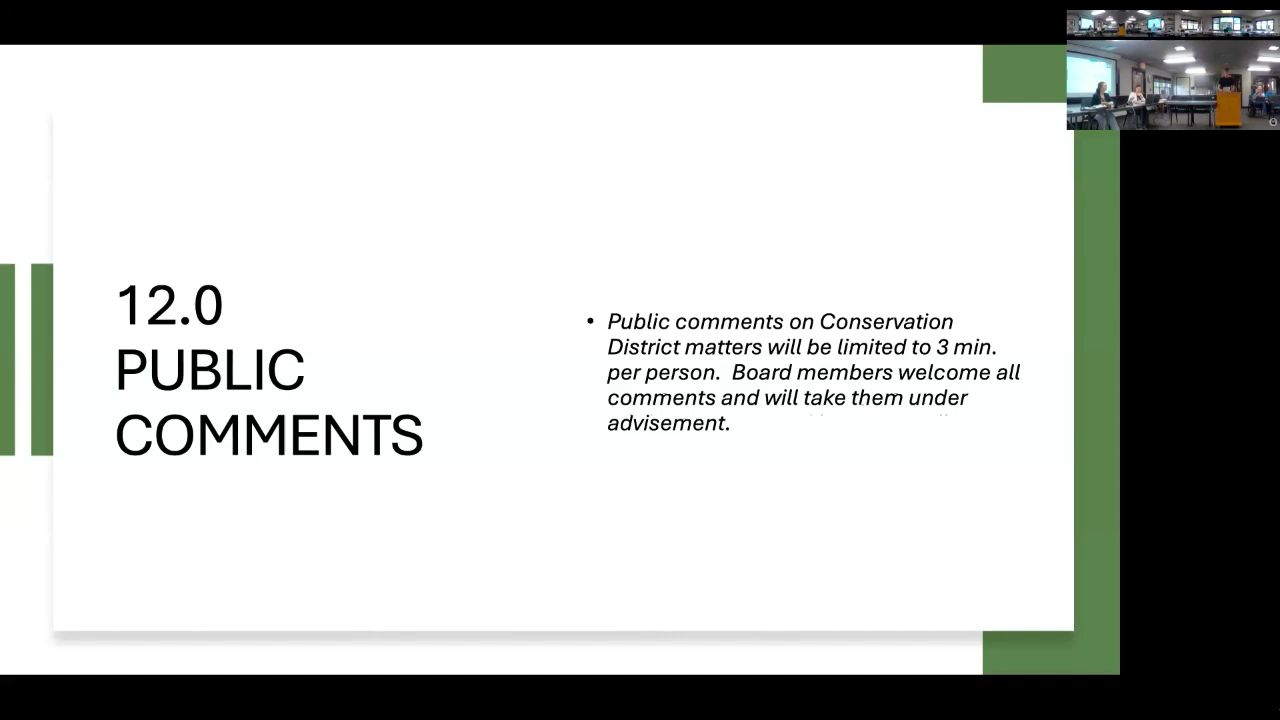 12.0
PUBLIC
COMMENTS
• Public comments on Conservation
District matters will be limited to 3 min.
per person.  Board members welcome all
comments and will take them under
advisement.